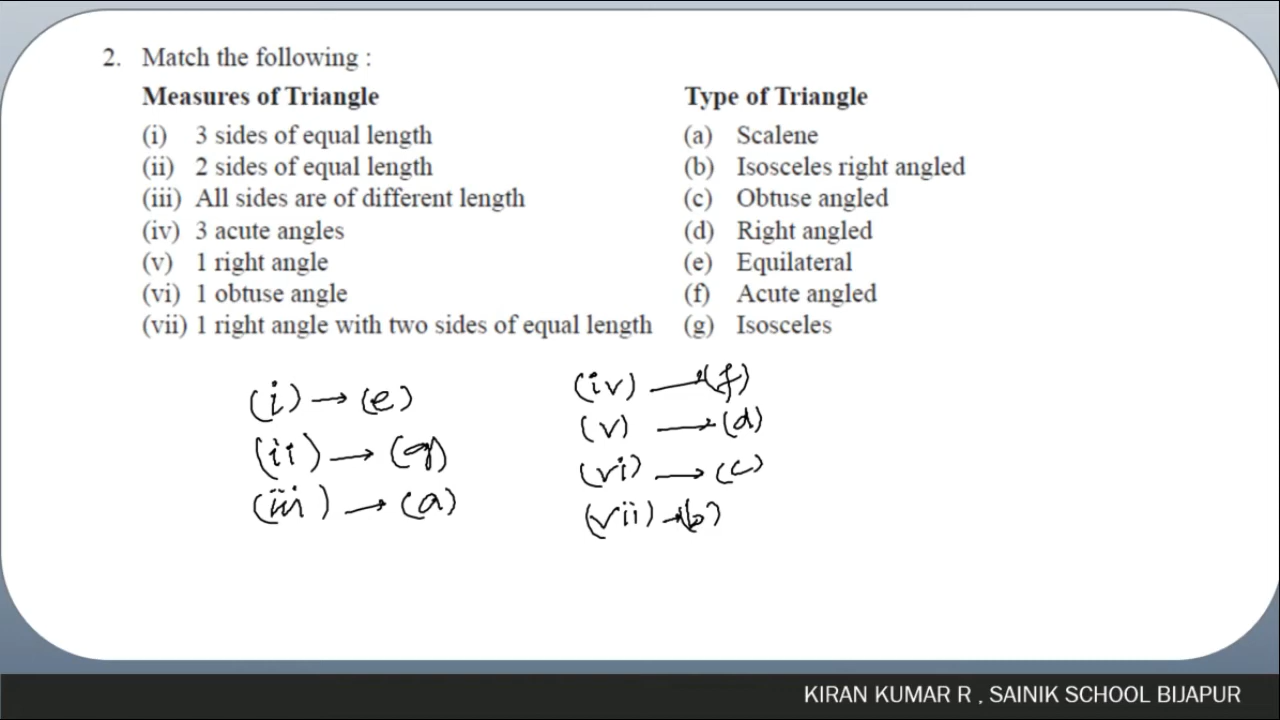 2. Match the following :
Measures of Triangle Type of Triangle
(i) 3 sides of equal length (a) Scalene
(ii) 2 sides of equal length (b) Isosceles right angled
(iii) All sides are of different length (c) Obtuse angled
(iv) 3 acute angles (d) Right angled
(v) 1 right angle (e) Equilateral
(vi) 1 obtuse angle (f) Acute angled
(vii) 1 right angle with two sides of equal length (g) Isosceles
(i) → (e)
(ii) → (g)
(iii) → (a)
(iv) → (f)
(v) → (d)
(vi) → (c)
(vii) → (b)
KIRAN KUMAR R , SAINIK SCHOOL BIJAPUR